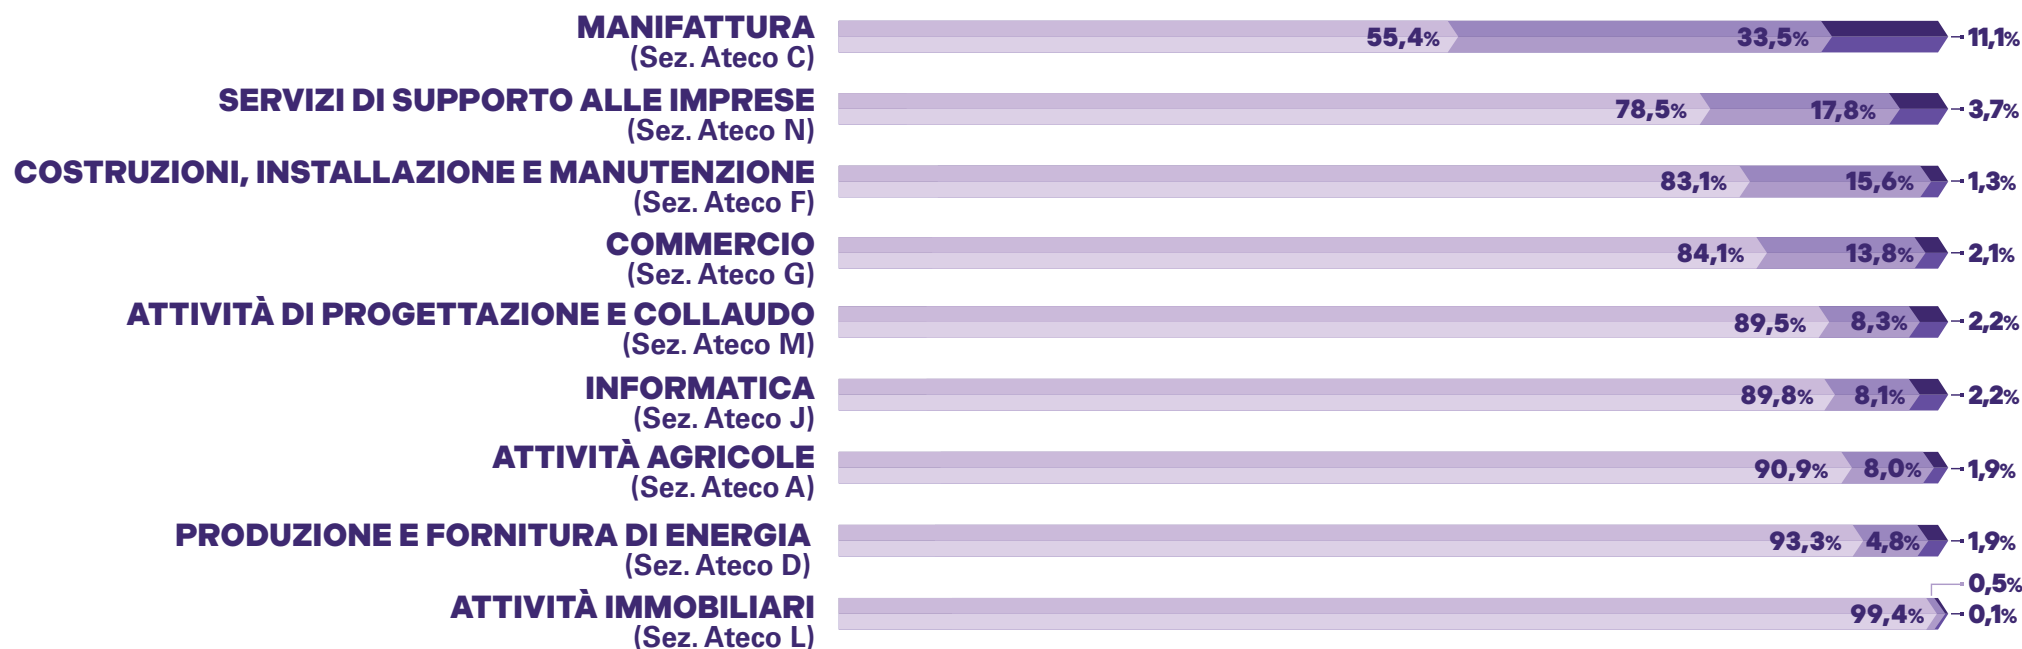 MANIFATTURA
(Sez. Ateco C)
55,4% 33,5% 11,1%
SERVIZI DI SUPPORTO ALLE IMPRESE
(Sez. Ateco N)
78,5% 17,8% 3,7%
COSTRUZIONI, INSTALLAZIONE E MANUTENZIONE
(Sez. Ateco F)
83,1% 15,6% 1,3%
COMMERCIO
(Sez. Ateco G)
84,1% 13,8% 2,1%
ATTIVITÀ DI PROGETTAZIONE E COLLAUDO
(Sez. Ateco M)
89,5% 8,3% 2,2%
INFORMATICA
(Sez. Ateco J)
89,8% 8,1% 2,2%
ATTIVITÀ AGRICOLE
(Sez. Ateco A)
90,9% 8,0% 1,9%
PRODUZIONE E FORNITURA DI ENERGIA
(Sez. Ateco D)
93,3% 4,8% 1,9%
ATTIVITÀ IMMOBILIARI
(Sez. Ateco L)
99,4% 0,5%
0,1%